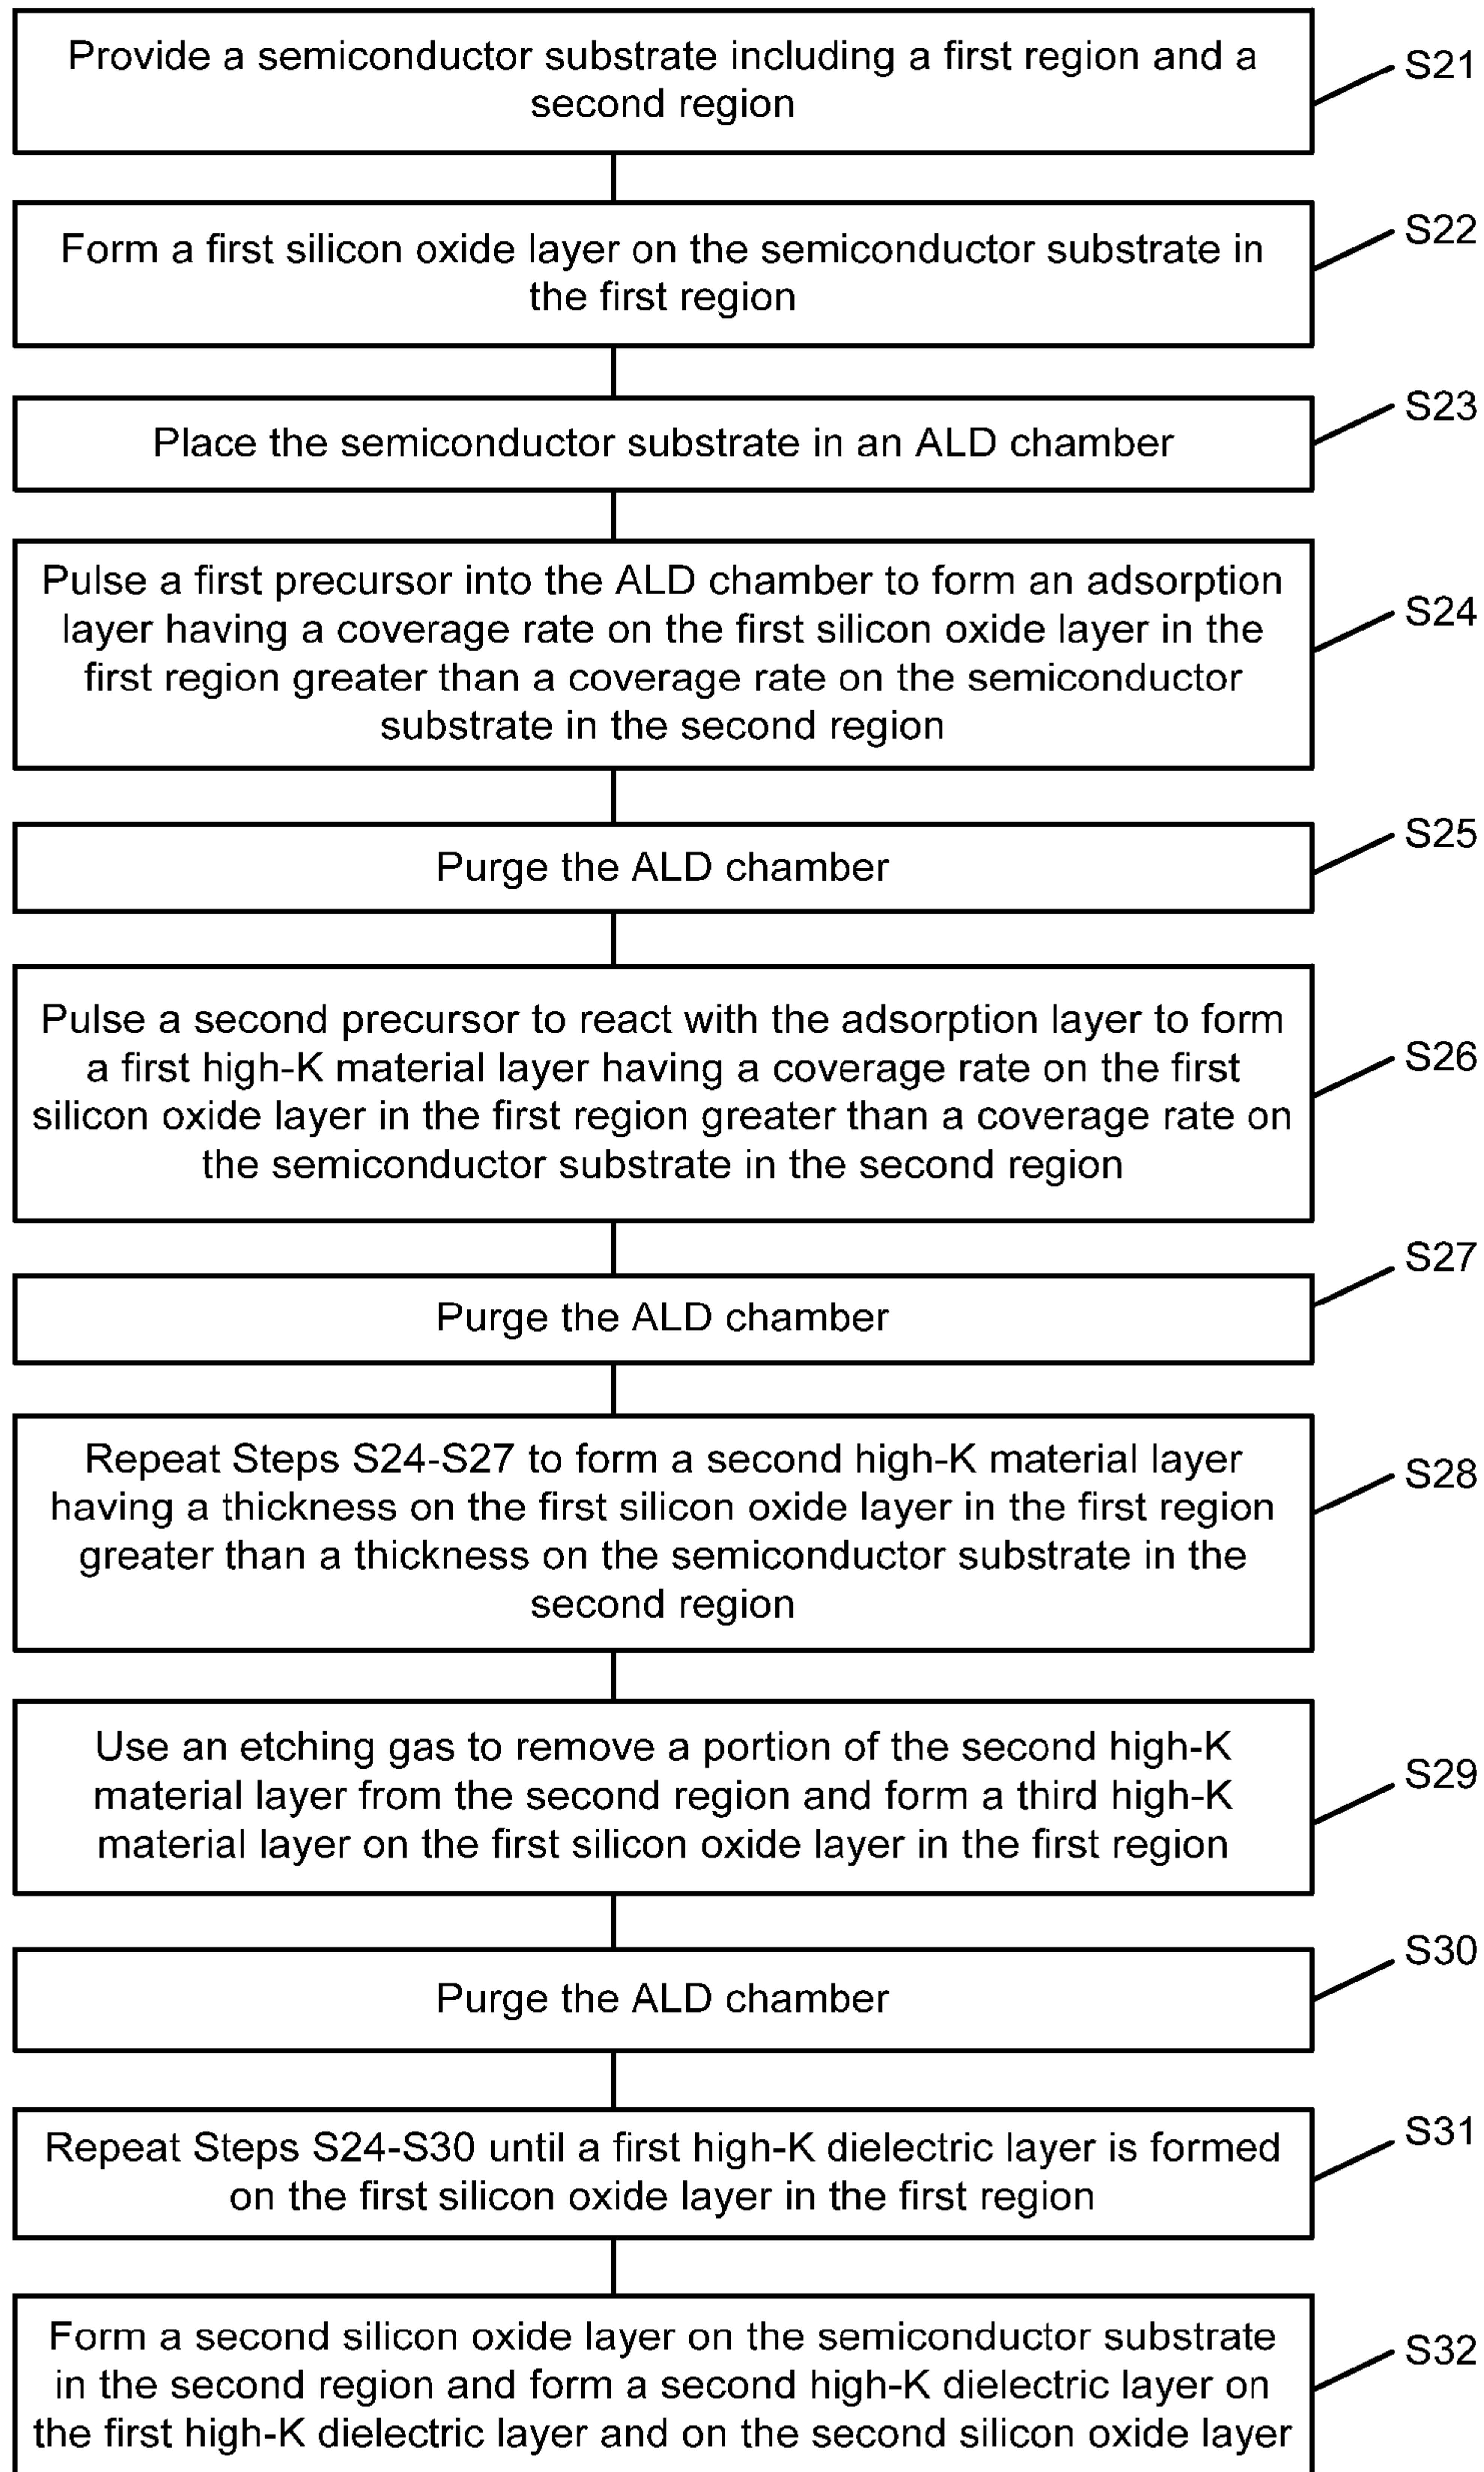 Provide a semiconductor substrate including a first region and a
second region
S21
Form a first silicon oxide layer on the semiconductor substrate in
the first region
S22
Place the semiconductor substrate in an ALD chamber
S23
Pulse a first precursor into the ALD chamber to form an adsorption
layer having a coverage rate on the first silicon oxide layer in the
first region greater than a coverage rate on the semiconductor
substrate in the second region
S24
Purge the ALD chamber
S25
Pulse a second precursor to react with the adsorption layer to form
a first high-K material layer having a coverage rate on the first
silicon oxide layer in the first region greater than a coverage rate on
the semiconductor substrate in the second region
S26
Purge the ALD chamber
S27
Repeat Steps S24-S27 to form a second high-K material layer
having a thickness on the first silicon oxide layer in the first region
greater than a thickness on the semiconductor substrate in the
second region
S28
Use an etching gas to remove a portion of the second high-K
material layer from the second region and form a third high-K
material layer on the first silicon oxide layer in the first region
S29
Purge the ALD chamber
S30
Repeat Steps S24-S30 until a first high-K dielectric layer is formed
on the first silicon oxide layer in the first region
S31
Form a second silicon oxide layer on the semiconductor substrate
in the second region and form a second high-K dielectric layer on
the first high-K dielectric layer and on the second silicon oxide layer
S32